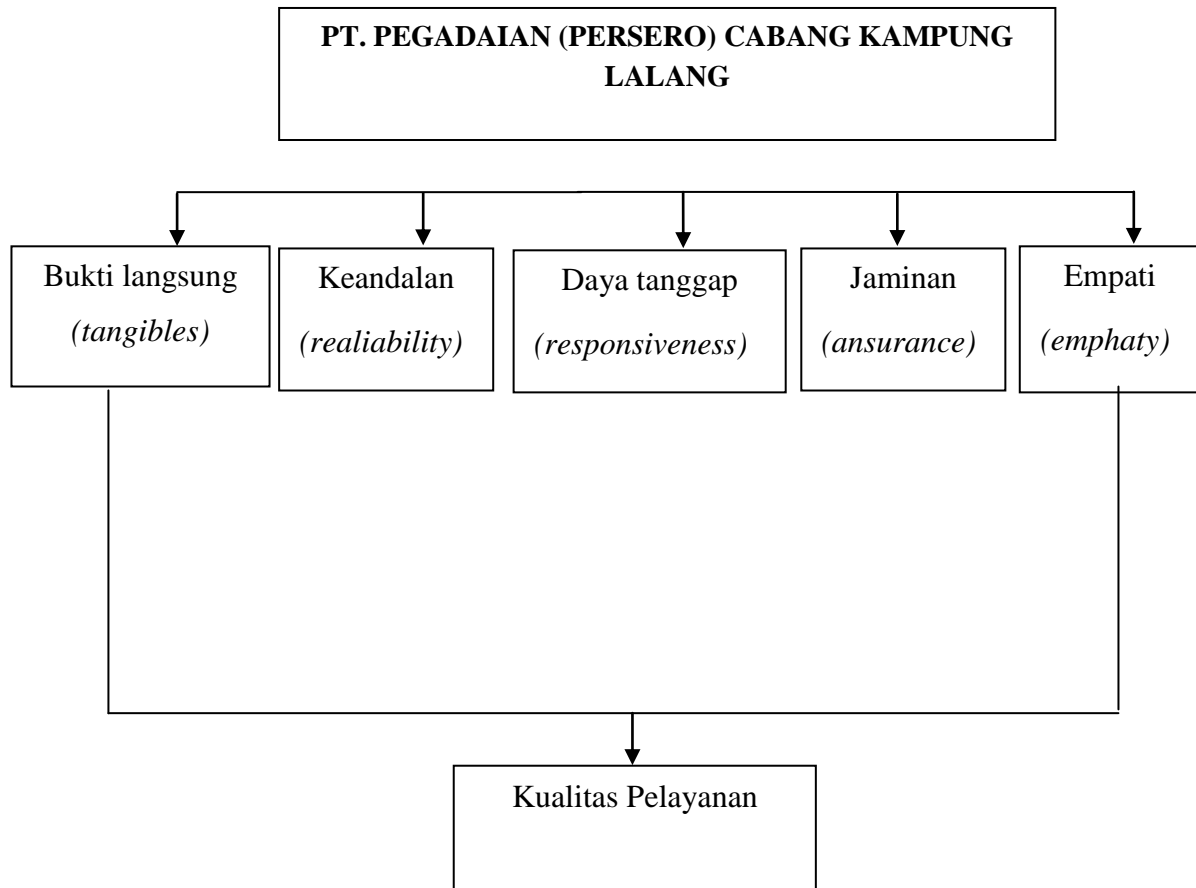 PT. PEGADAIAN (PERSERO) CABANG KAMPUNG
LALANG
Bukti langsung
(tangibles)
Keandalan
(realiability)
Daya tanggap
(responsiveness)
Jaminan
(ansurance)
Empati
(emphaty)
Kualitas Pelayanan